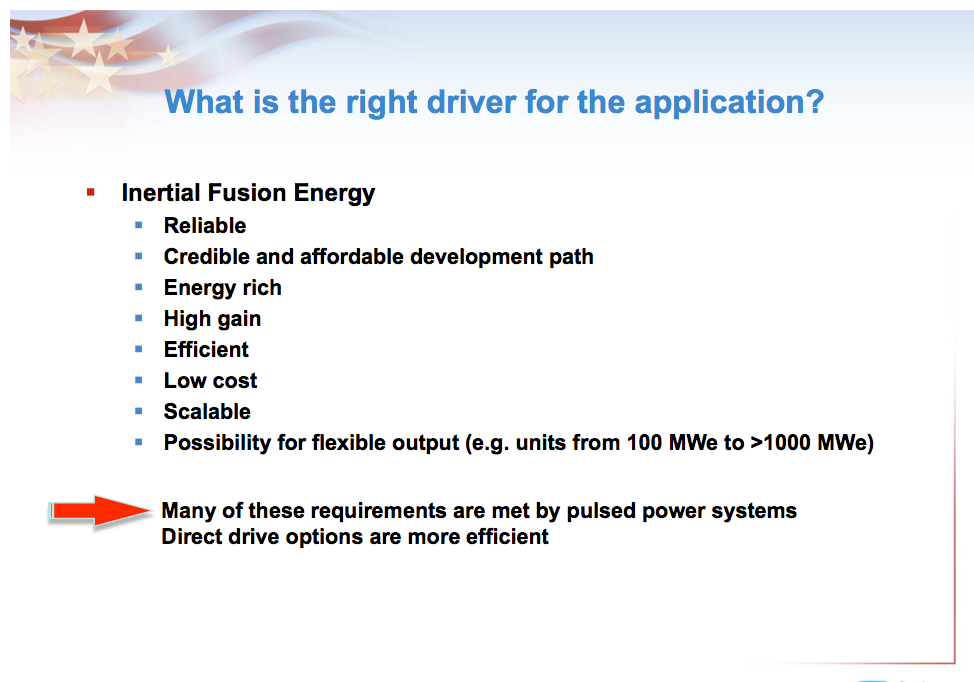 What is the right driver for the application?
Inertial Fusion Energy
Reliable
Credible and affordable development path
Energy rich
High gain
Efficient
Low cost
Scalable
Possibility for flexible output (e.g. units from 100 MWe to >1000 MWe)
Many of these requirements are met by pulsed power systems
Direct drive options are more efficient